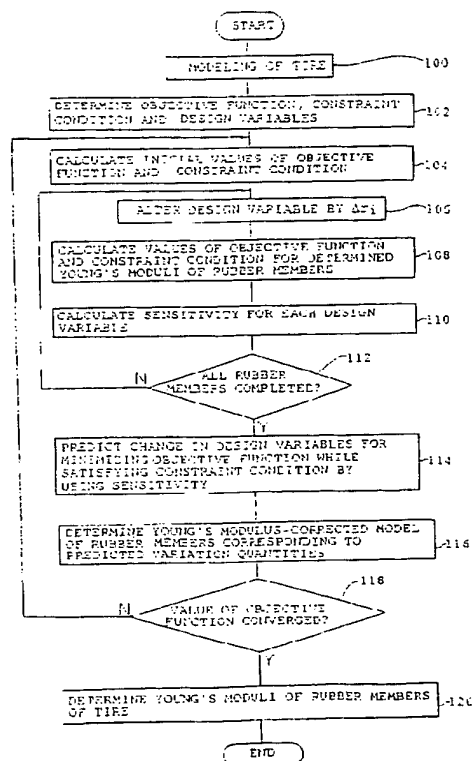 START
MODELING OF TIRE
100
DETERMINE OBJECTIVE FUNCTION, CONSTRAINT
CONDITION AND DESIGN VARIABLES
102
CALCULATE INITIAL VALUES OF OBJECTIVE
FUNCTION AND CONSTRAINT CONDITION
104
ALTER DESIGN VARIABLE BY Δri
106
CALCULATE VALUES OF OBJECTIVE FUNCTION
AND CONSTRAINT CONDITION FOR DETERMINED
YOUNG'S MODULI OF RUBBER MEMBERS
108
CALCULATE SENSITIVITY FOR EACH DESIGN
VARIABLE
110
112
ALL RUBBER
MEMBERS COMPLETED?
N
Y
PREDICT CHANGE IN DESIGN VARIABLES FOR
MINIMIZING OBJECTIVE FUNCTION WHILE
SATISFYING CONSTRAINT CONDITION BY
USING SENSITIVITY
114
DETERMINE YOUNG'S MODULUS-CORRECTED MODEL
OF RUBBER MEMBERS CORRESPONDING TO
PREDICTED VARIATION QUANTITIES
116
118
VALUE OF OBJECTIVE
FUNCTION CONVERGED?
N
Y
DETERMINE YOUNG'S MODULI OF RUBBER MEMBERS
OF TIRE
120
END